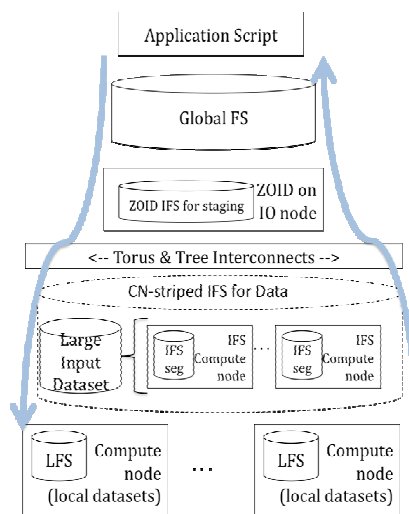 Application Script
Global FS
ZOID IFS for staging
ZOID on
IO node
<-- Torus & Tree Interconnects -->
CN-striped IFS for Data
Large
Input
Dataset
IFS
seg
IFS
Compute
node
...
IFS
seg
IFS
Compute
node
LFS
Compute
node
(local datasets)
...
LFS
Compute
node
(local datasets)